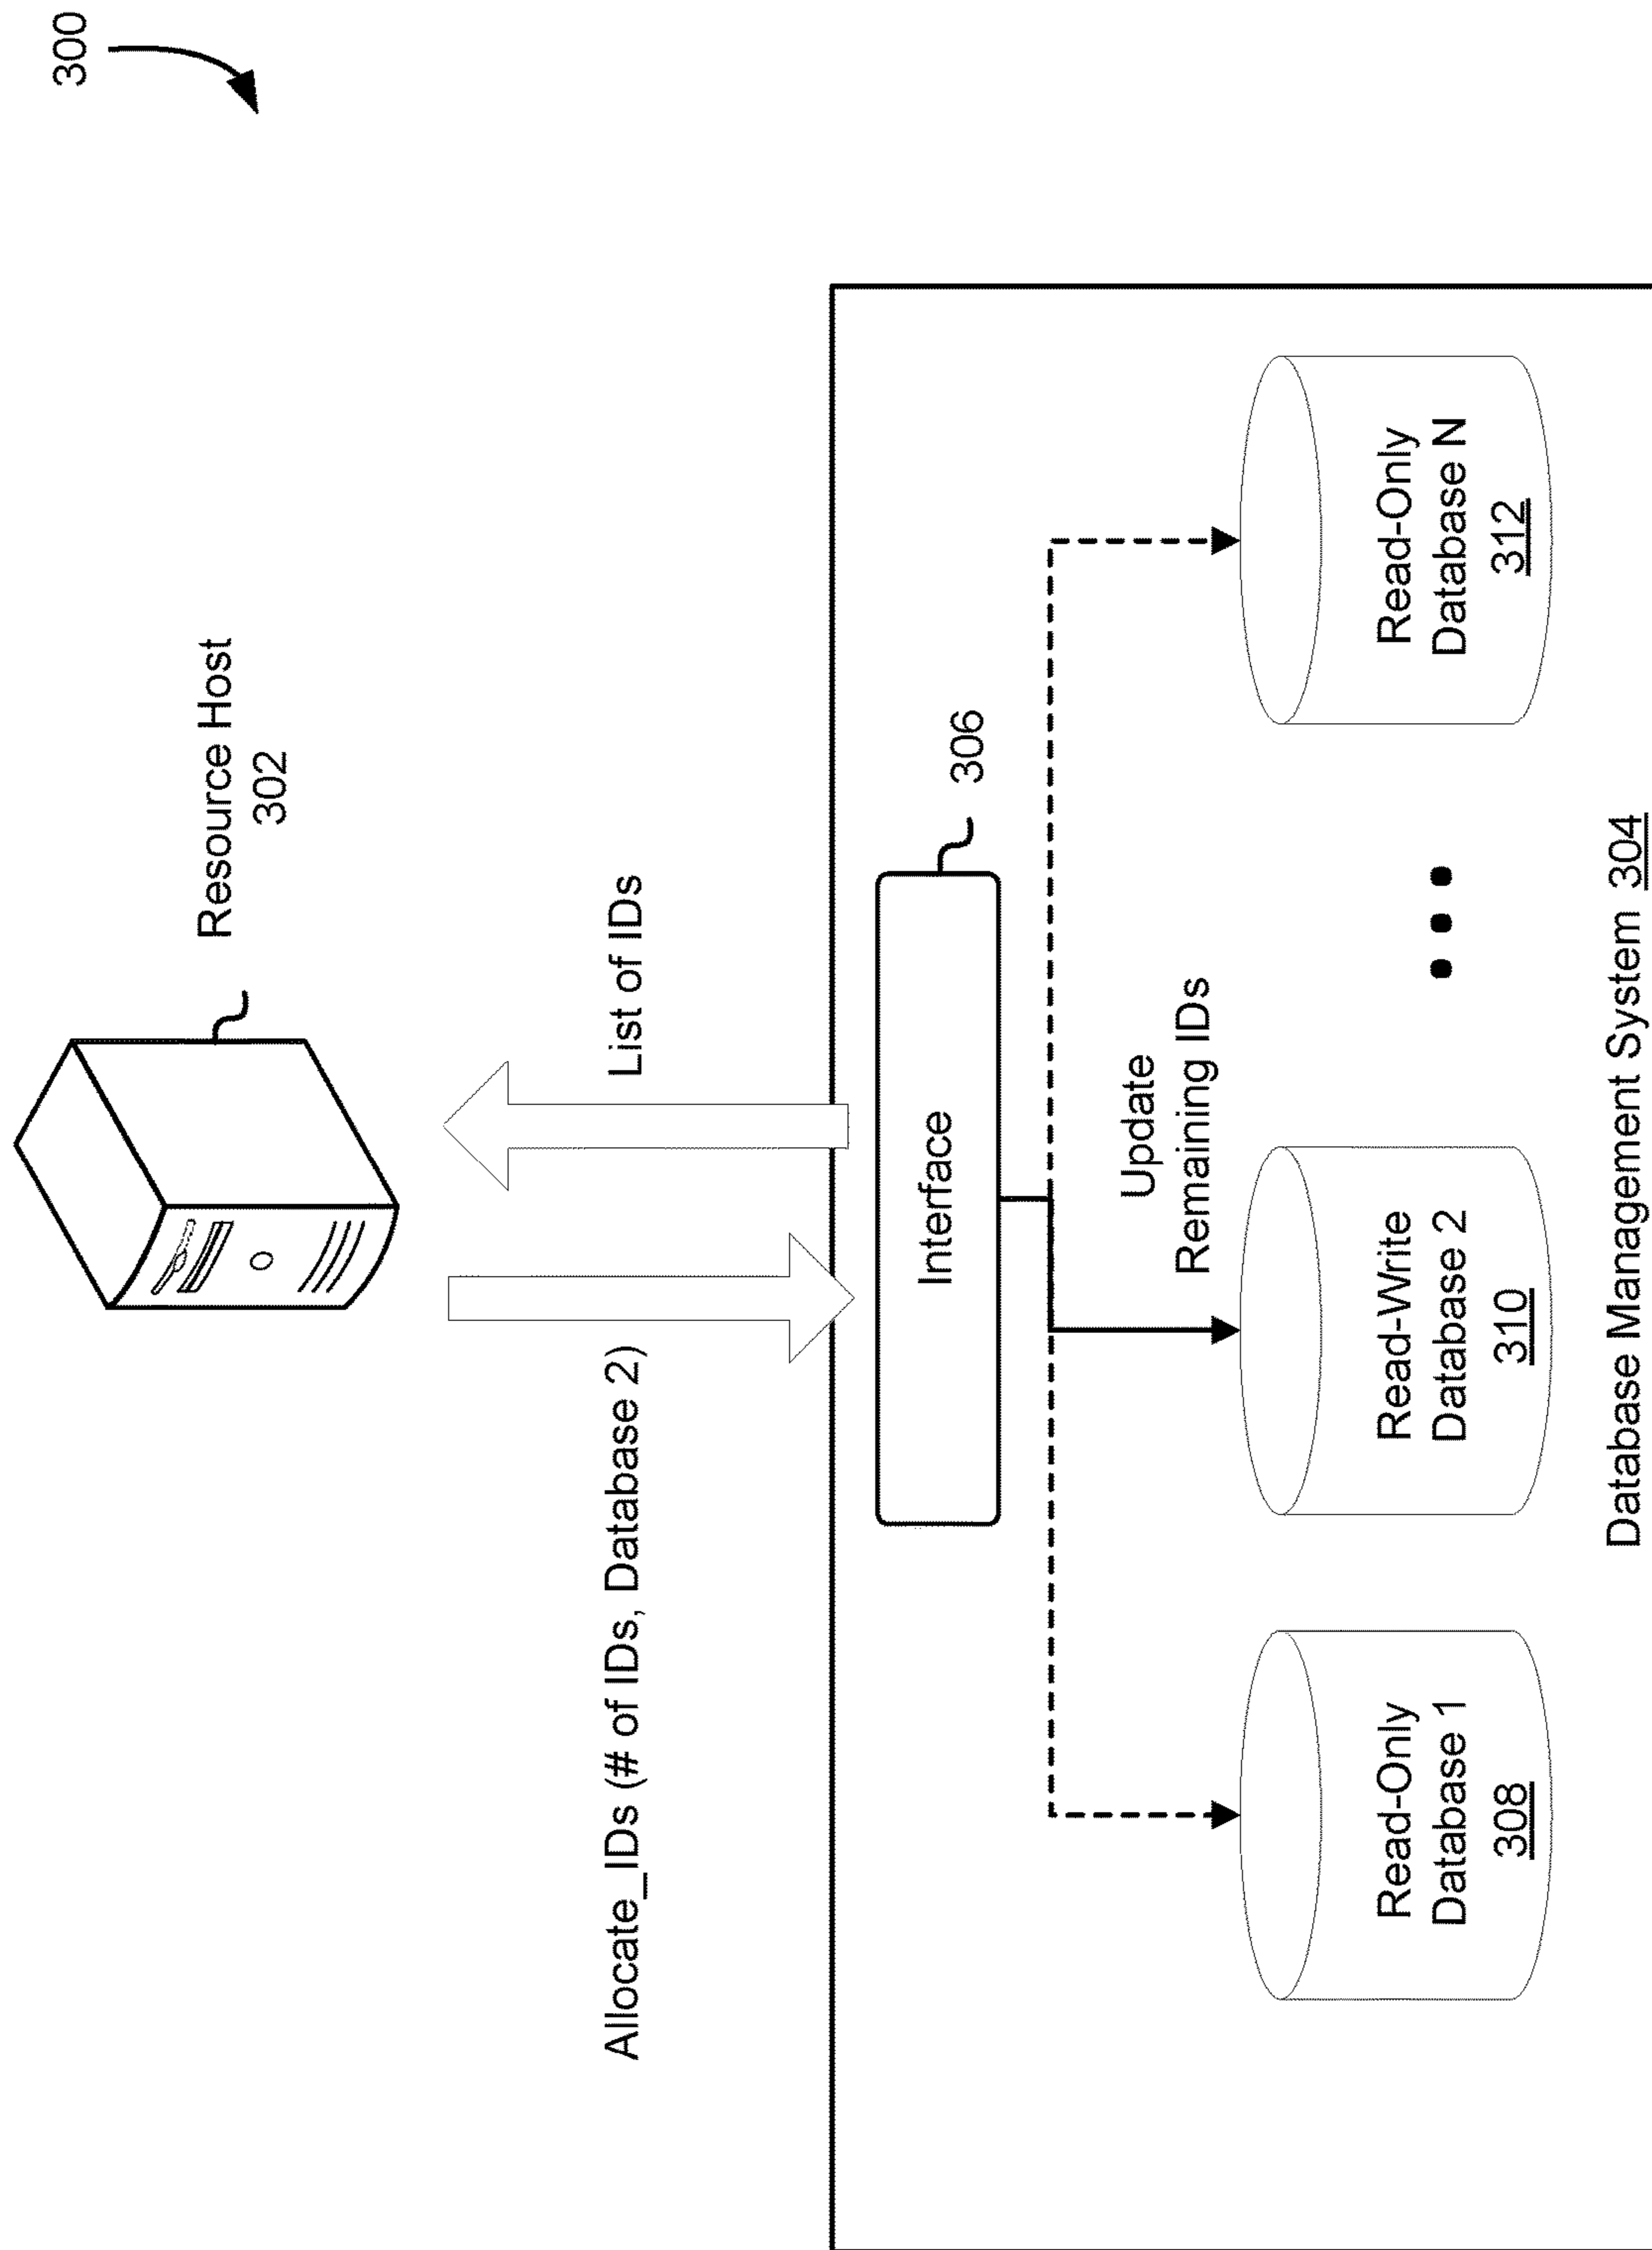 300
Resource Host
302
Allocate_IDs (# of IDs, Database 2)
List of IDs
Interface
306
Update
Remaining IDs
Read-Only
Database 1
308
Read-Write
Database 2
310
Read-Only
Database N
312
Database Management System 304